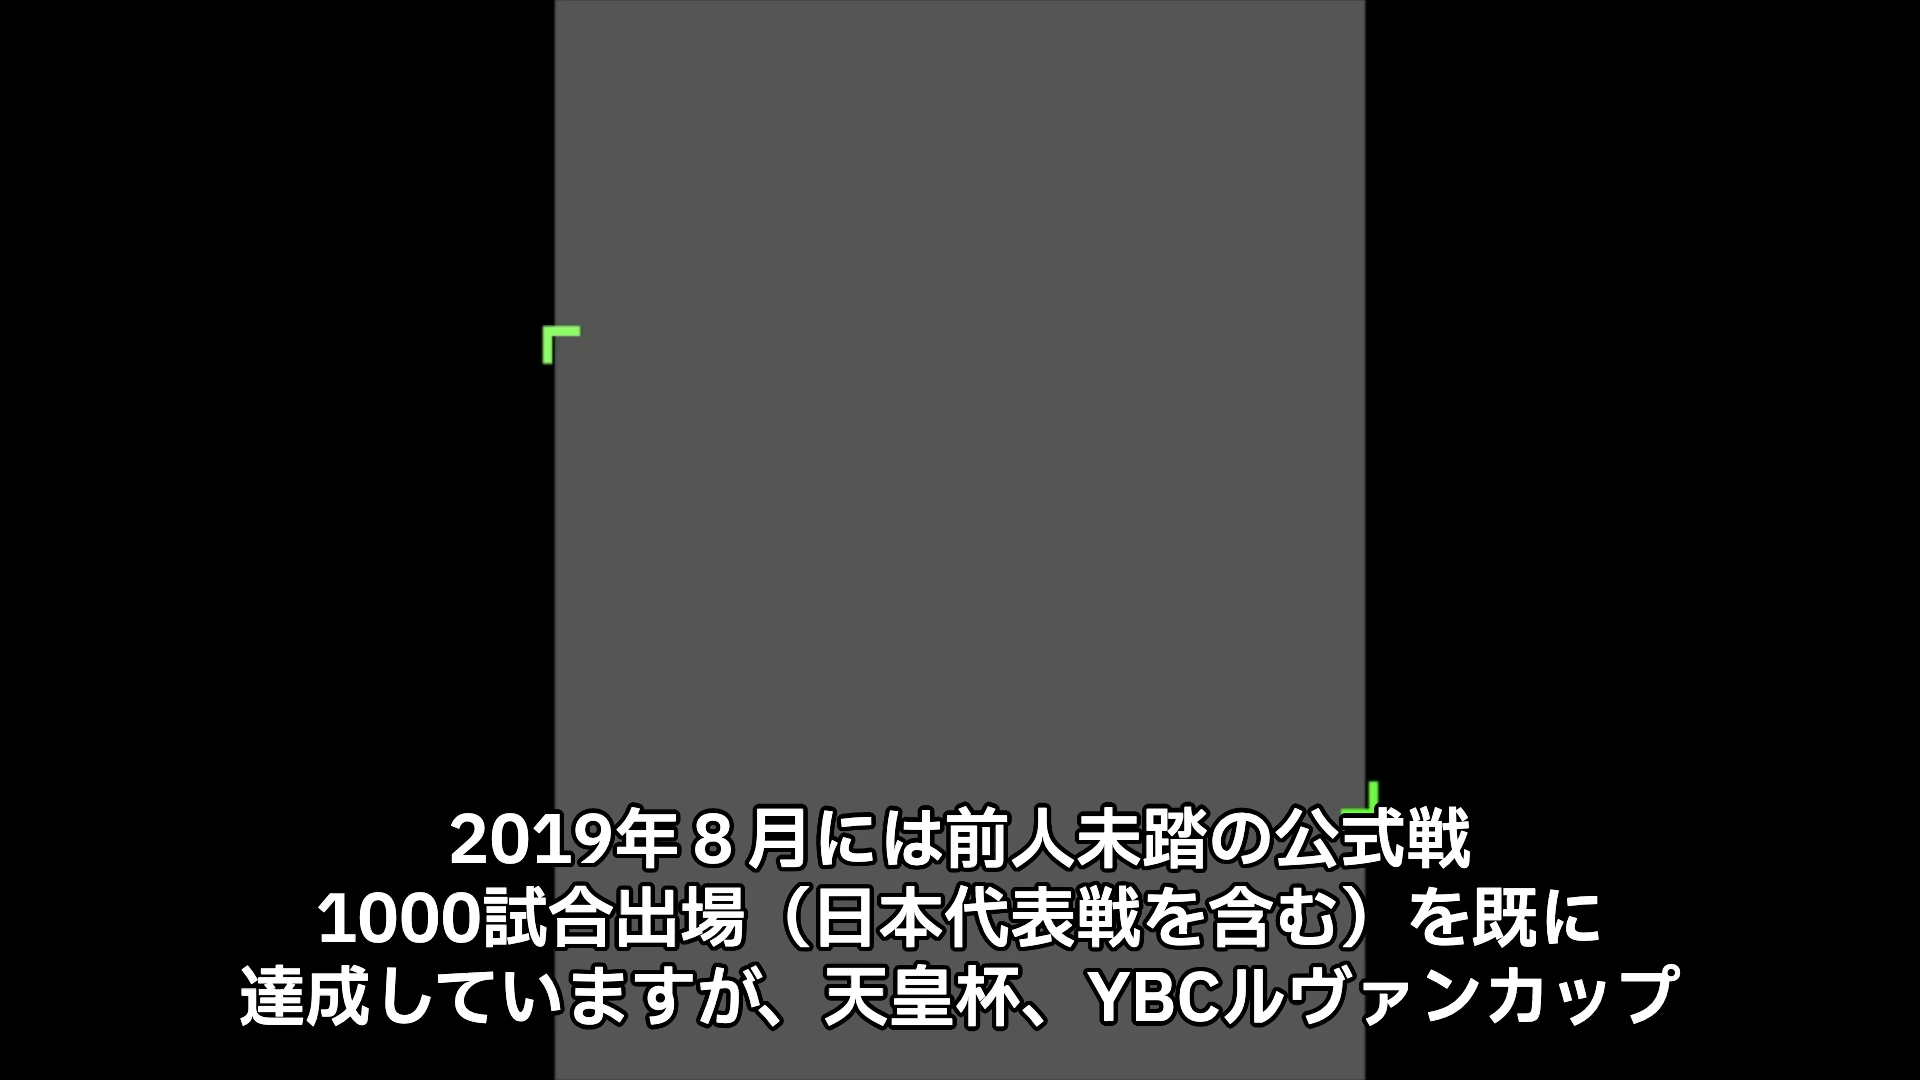 2019年８月には前人未踏の公式戦
1000試合出場（日本代表戦を含む）を既に
達成していますが、天皇杯、YBCルヴァンカップ